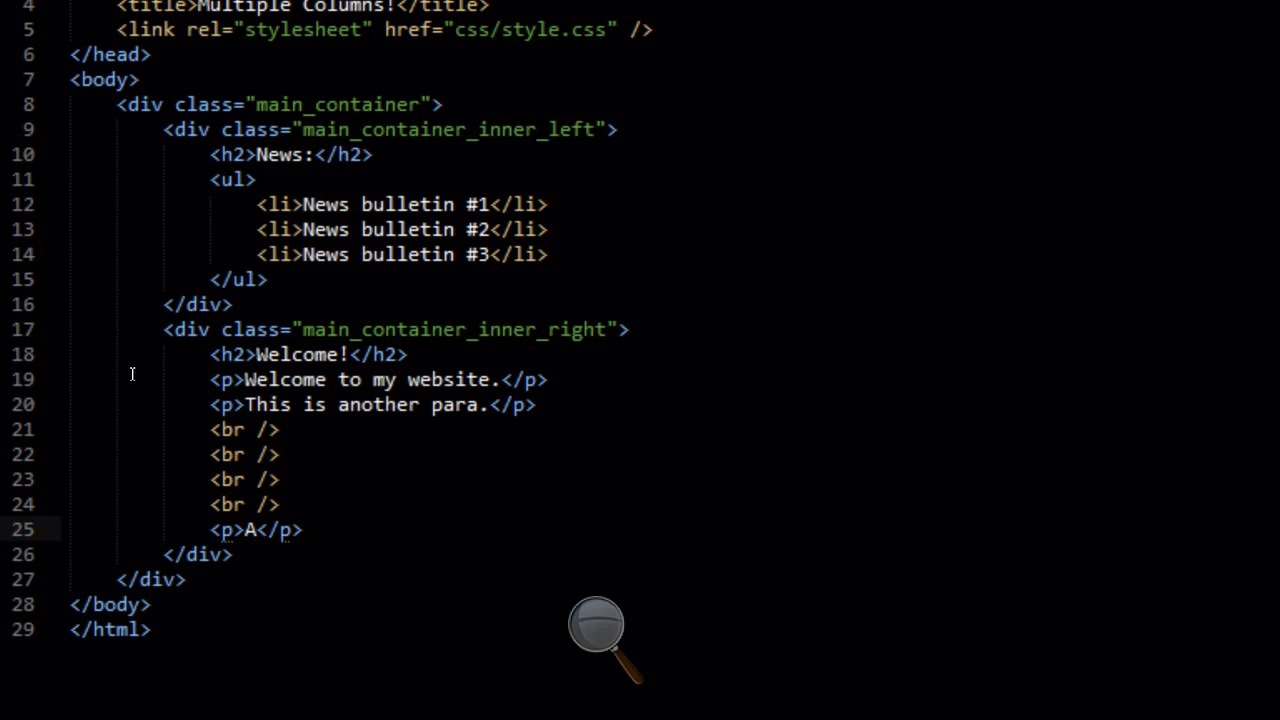 4 <title>Multiple Columns!</title>
5 <link rel="stylesheet" href="css/style.css" />
6 </head>
7 <body>
8 <div class="main_container">
9 <div class="main_container_inner_left">
10 <h2>News:</h2>
11 <ul>
12 <li>News bulletin #1</li>
13 <li>News bulletin #2</li>
14 <li>News bulletin #3</li>
15 </ul>
16 </div>
17 <div class="main_container_inner_right">
18 <h2>Welcome!</h2>
19 <p>Welcome to my website.</p>
20 <p>This is another para.</p>
21 <br />
22 <br />
23 <br />
24 <br />
25 <p>A</p>
26 </div>
27 </div>
28 </body>
29 </html>